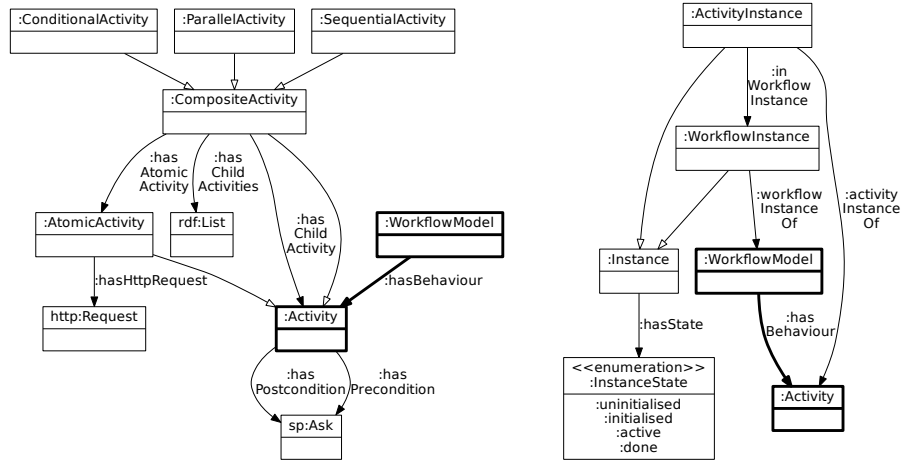 :ConditionalActivity
:ParallelActivity
:SequentialActivity
:CompositeActivity
:has
Atomic
Activity
:has
Child
Activities
:AtomicActivity
rdf:List
:has
Child
Activity
:WorkflowModel
:hasHttpRequest
:hasBehaviour
http:Request
:Activity
:has
Postcondition
:has
Precondition
sp:Ask
:ActivityInstance
:in
Workflow
Instance
:WorkflowInstance
:workflow
Instance
Of
:activity
Instance
Of
:Instance
:WorkflowModel
:hasState
:has
Behaviour
<<enumeration>>
:InstanceState
:uninitialised
:initialised
:active
:done
:Activity